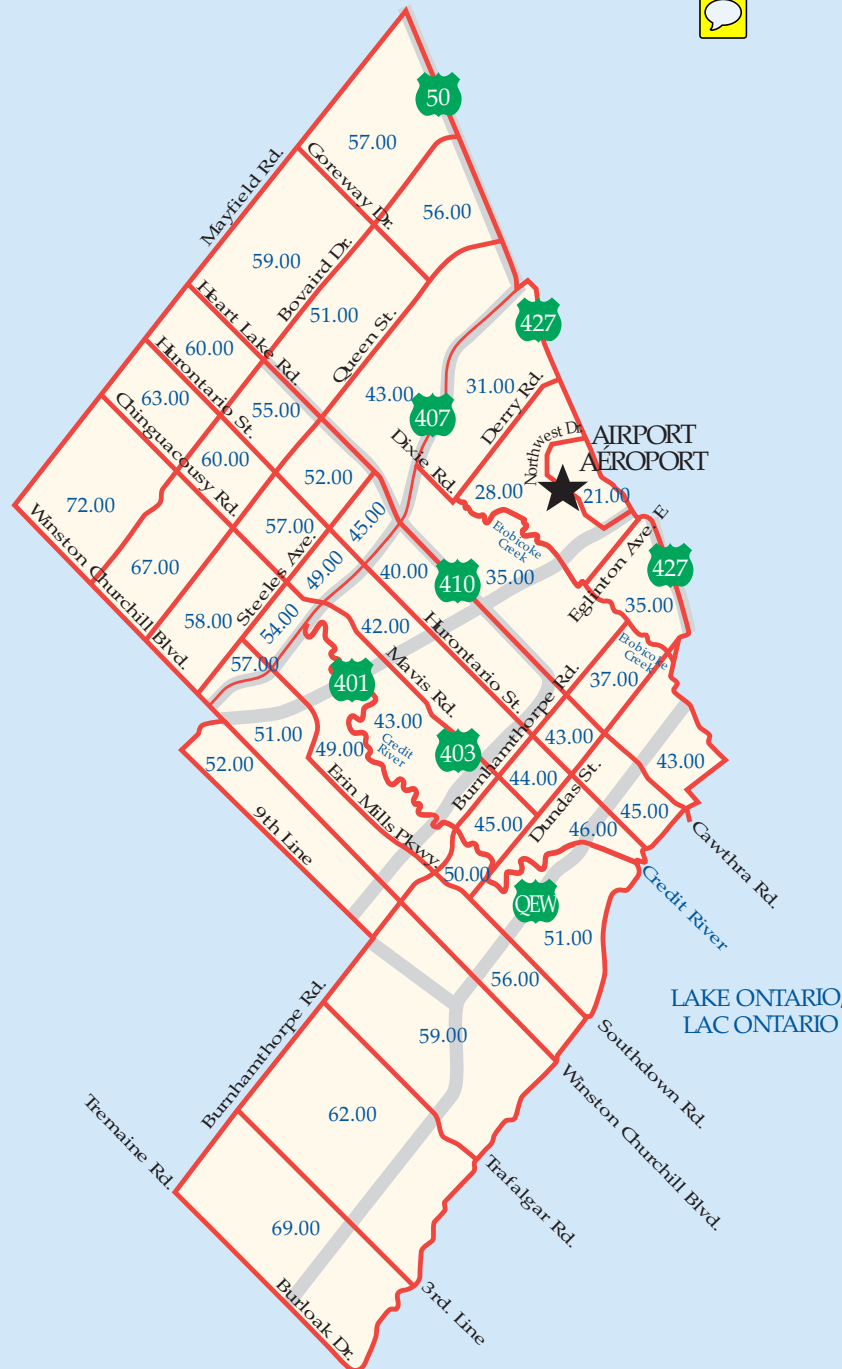 50
57.00
Goreway Dr.
Mayfield Rd.
56.00
59.00
Bovaird Dr.
51.00
Heart Lake Rd.
Queen St.
427
60.00
Hurontario St.
63.00
Chinguacousy Rd.
55.00
43.00
407
31.00
Derry Rd.
Northwest Dr.
AIRPORT
AÉROPORT
Dixie Rd.
60.00
52.00
28.00
21.00
72.00
Winston Churchill Blvd.
57.00
45.00
Etobicoke
Creek
Eglinton Ave. E
67.00
Steeles Ave.
49.00
40.00
410
35.00
427
35.00
58.00
54.00
42.00
Hurontario St.
Etobicoke
Creek
57.00
401
Mavis Rd.
37.00
Burnhamthorpe Rd.
51.00
43.00
49.00
Credit
River
403
43.00
43.00
52.00
Erin Mills Pkwy.
44.00
Dundas St.
9th Line
45.00
46.00
45.00
Cawthra Rd.
50.00
QEW
Credit River
51.00
56.00
LAKE ONTARIO/
LAC ONTARIO
Burnhamthorpe Rd.
59.00
Southdown Rd.
Winston Churchill Blvd.
Tremaine Rd.
62.00
Trafalgar Rd.
69.00
Burloak Dr.
3rd. Line